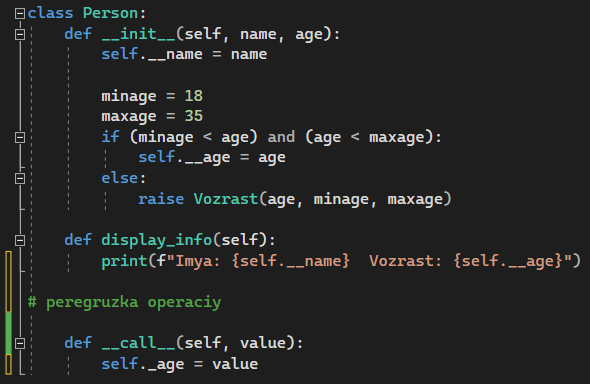 class Person:
    def __init__(self, name, age):
        self.__name = name

        minage = 18
        maxage = 35
        if (minage < age) and (age < maxage):
            self.__age = age
        else:
            raise Vozrast(age, minage, maxage)

    def display_info(self):
        print(f"Imya: {self.__name}  Vozrast: {self.__age}")

# peregruzka operaciy

    def __call__(self, value):
        self._age = value